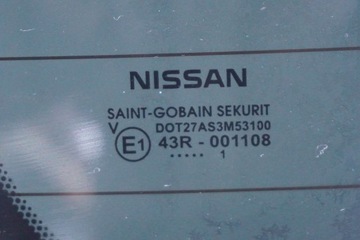 NISSAN
SAINT-GOBAIN SEKURIT
V DOT27AS3M53100
E1 43R - 001108
..... 1